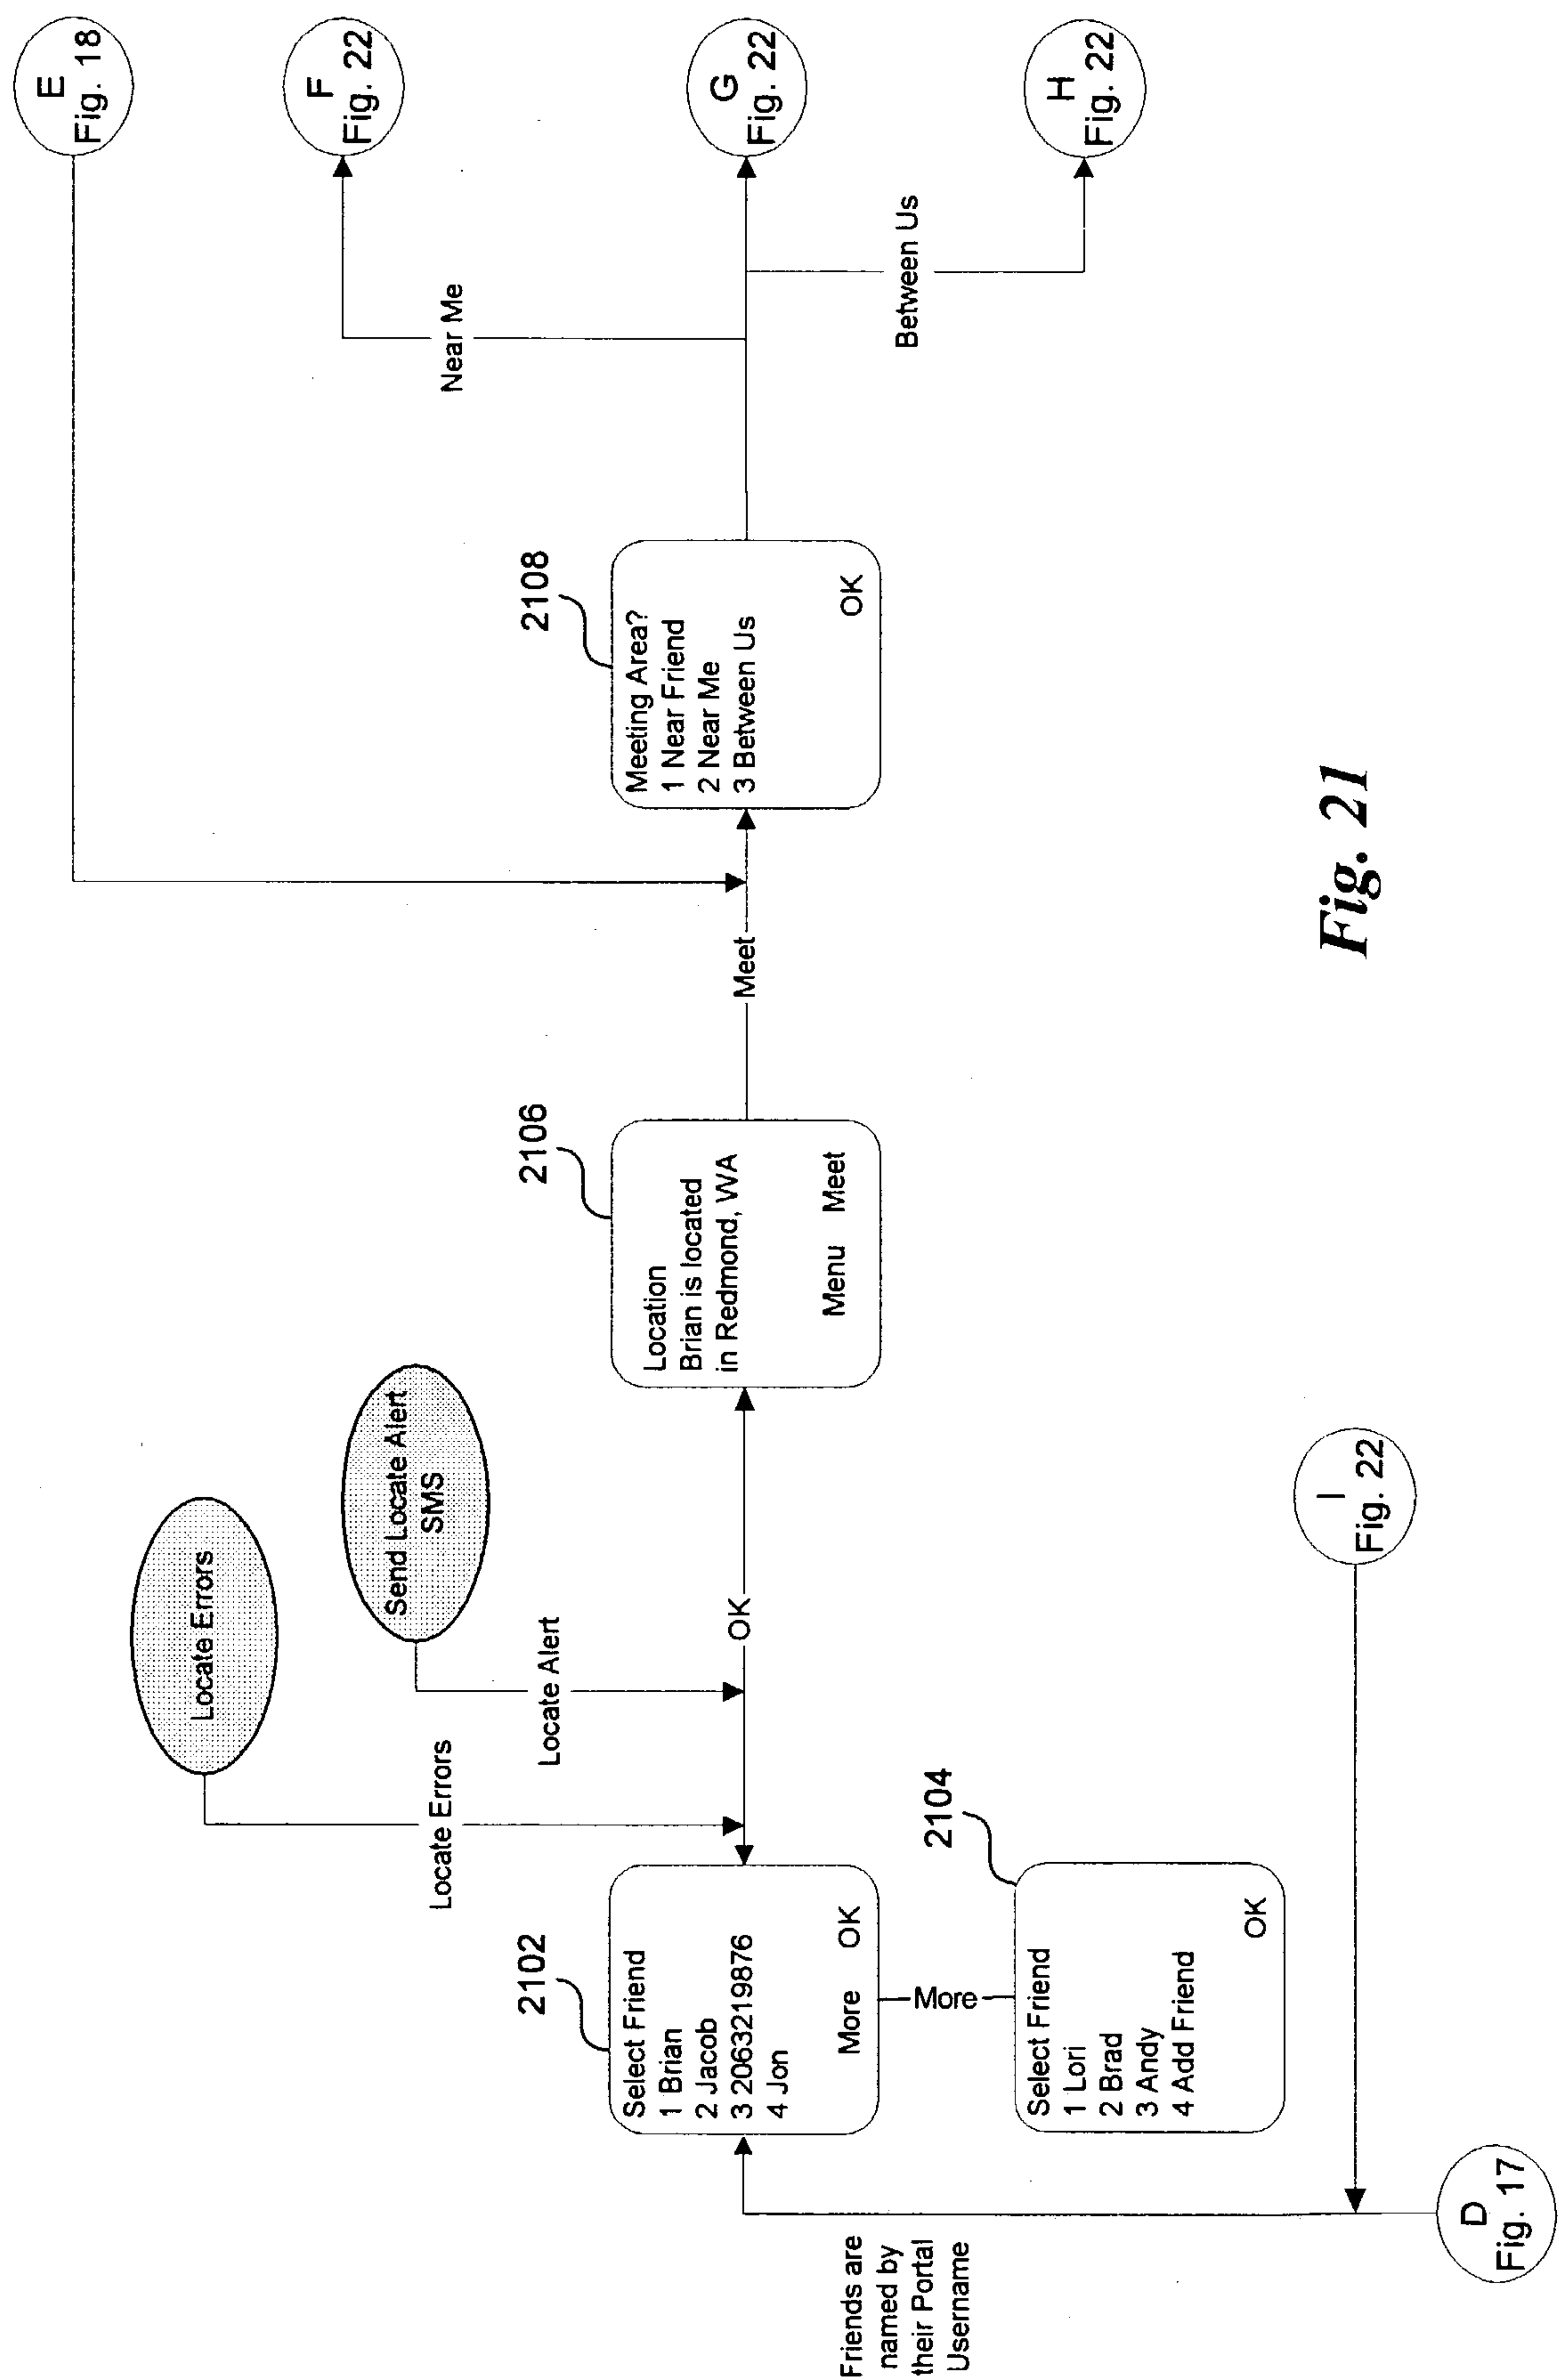 E
Fig. 18
F
Fig. 22
G
Fig. 22
H
Fig. 22
Near Me
Between Us
2108
Meeting Area?
1 Near Friend
2 Near Me
3 Between Us
OK
Meet
2106
Location
Brian is located
in Redmond, WA
Menu Meet
Locate Errors
Send Locate Alert
SMS
Locate Errors
Locate Alert
OK
2102
Select Friend
1 Brian
2 Jacob
3 2063219876
4 Jon
More OK
More
2104
Select Friend
1 Lori
2 Brad
3 Andy
4 Add Friend
OK
I
Fig. 22
D
Fig. 17
Friends are
named by
their Portal
Username
Fig. 21